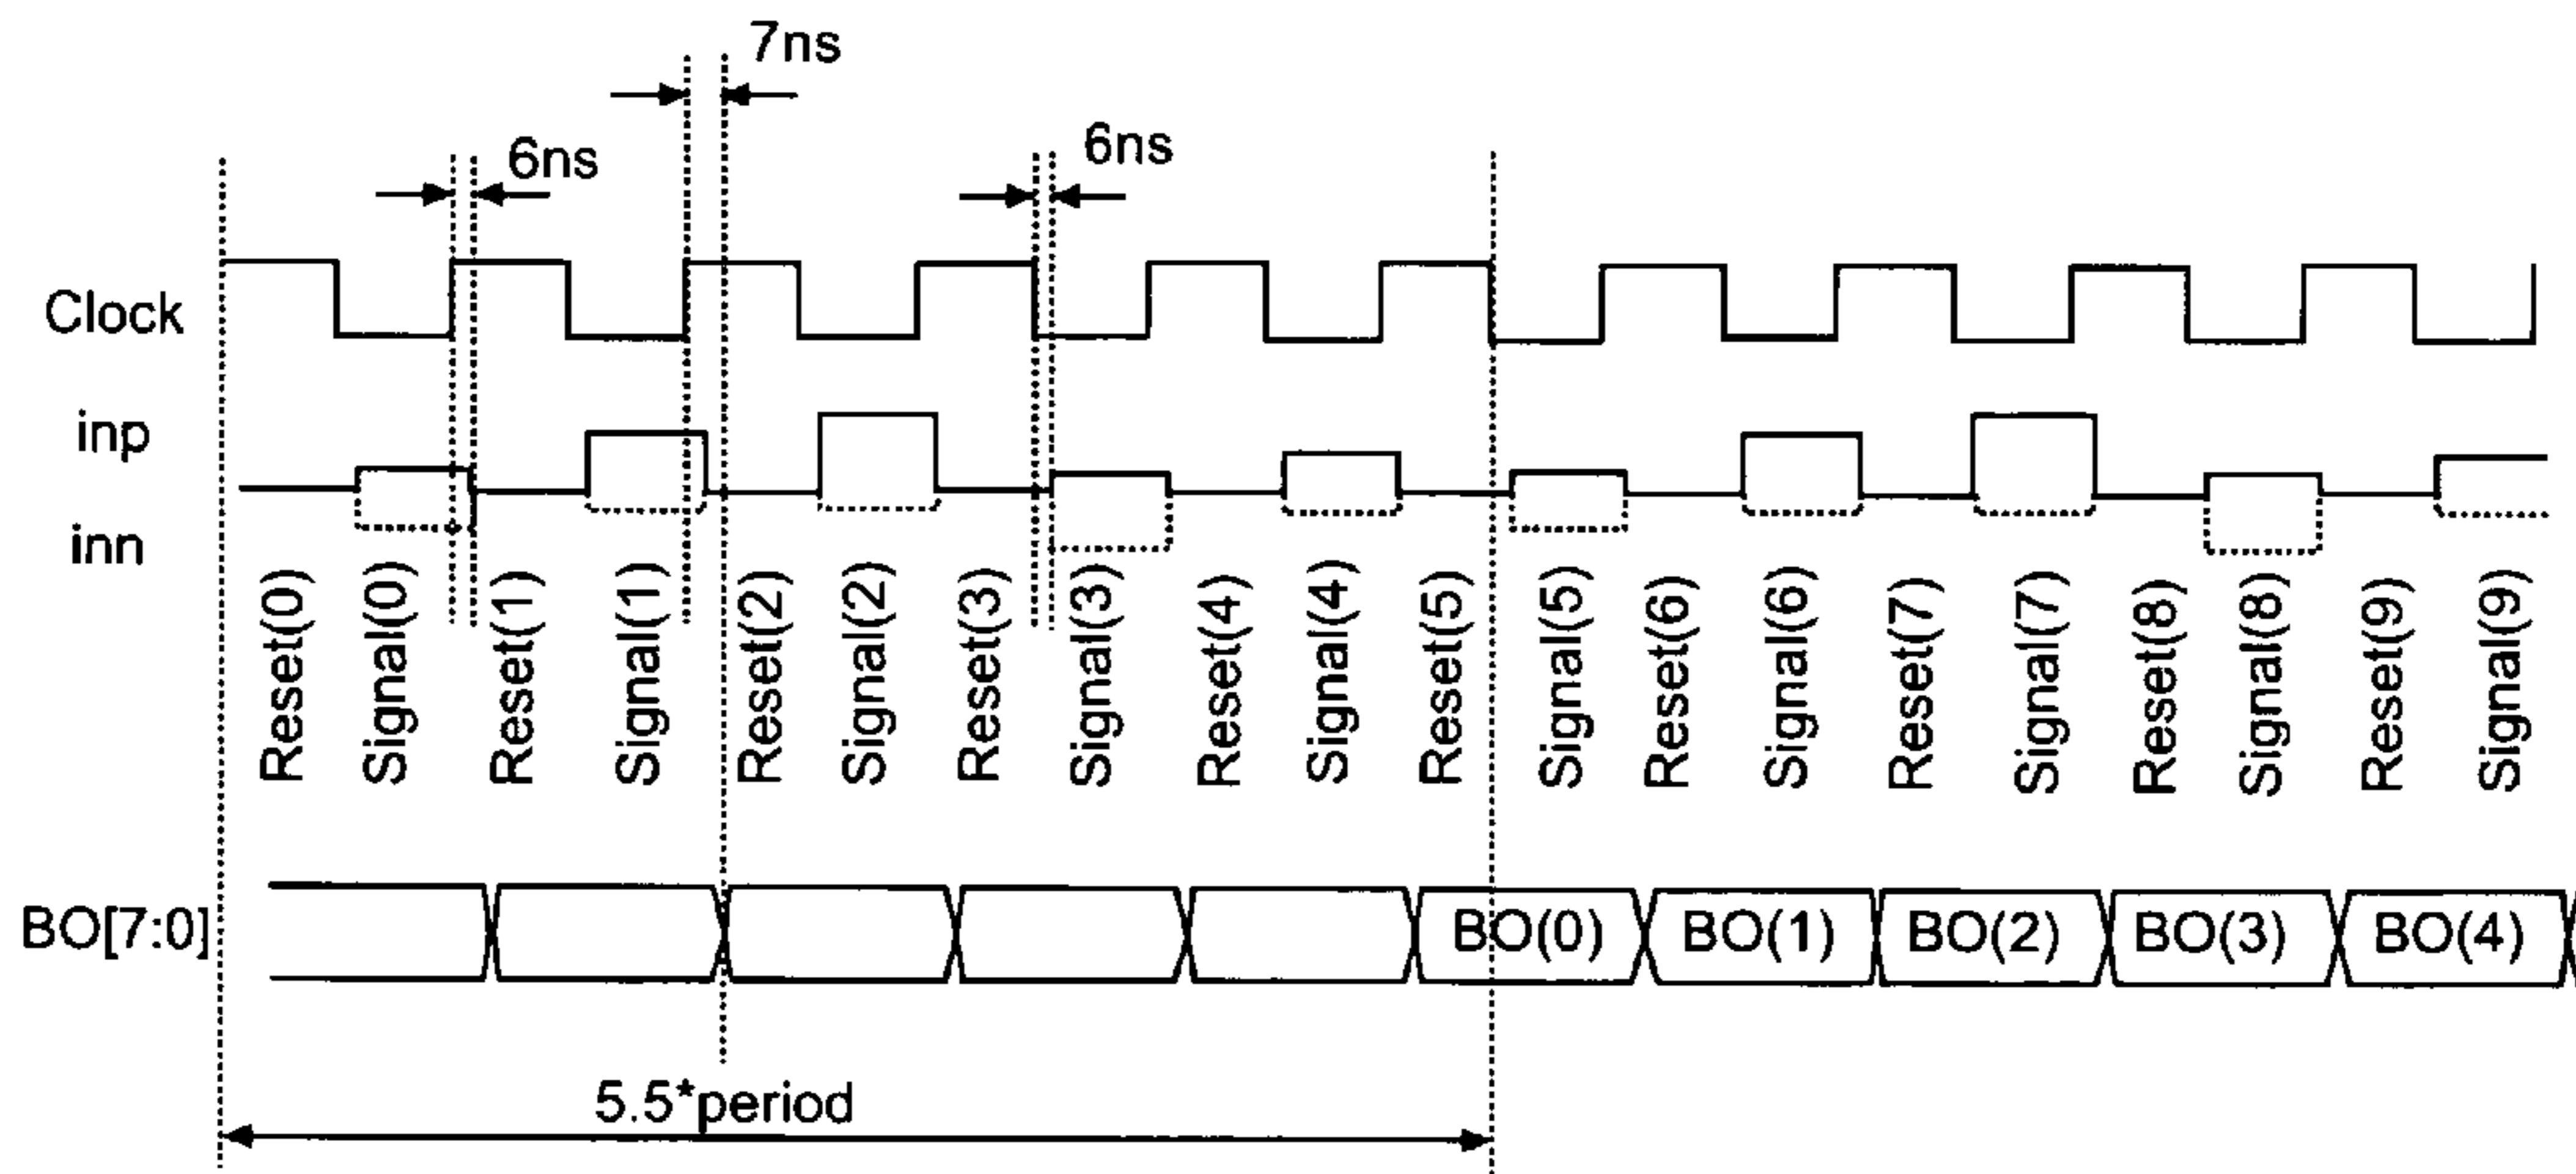 7ns
6ns
6ns
Clock
inp
inn
Reset(0)
Signal(0)
Reset(1)
Signal(1)
Reset(2)
Signal(2)
Reset(3)
Signal(3)
Reset(4)
Signal(4)
Reset(5)
Signal(5)
Reset(6)
Signal(6)
Reset(7)
Signal(7)
Reset(8)
Signal(8)
Reset(9)
Signal(9)
BO[7:0] BO(0) BO(1) BO(2) BO(3) BO(4)
5.5*period